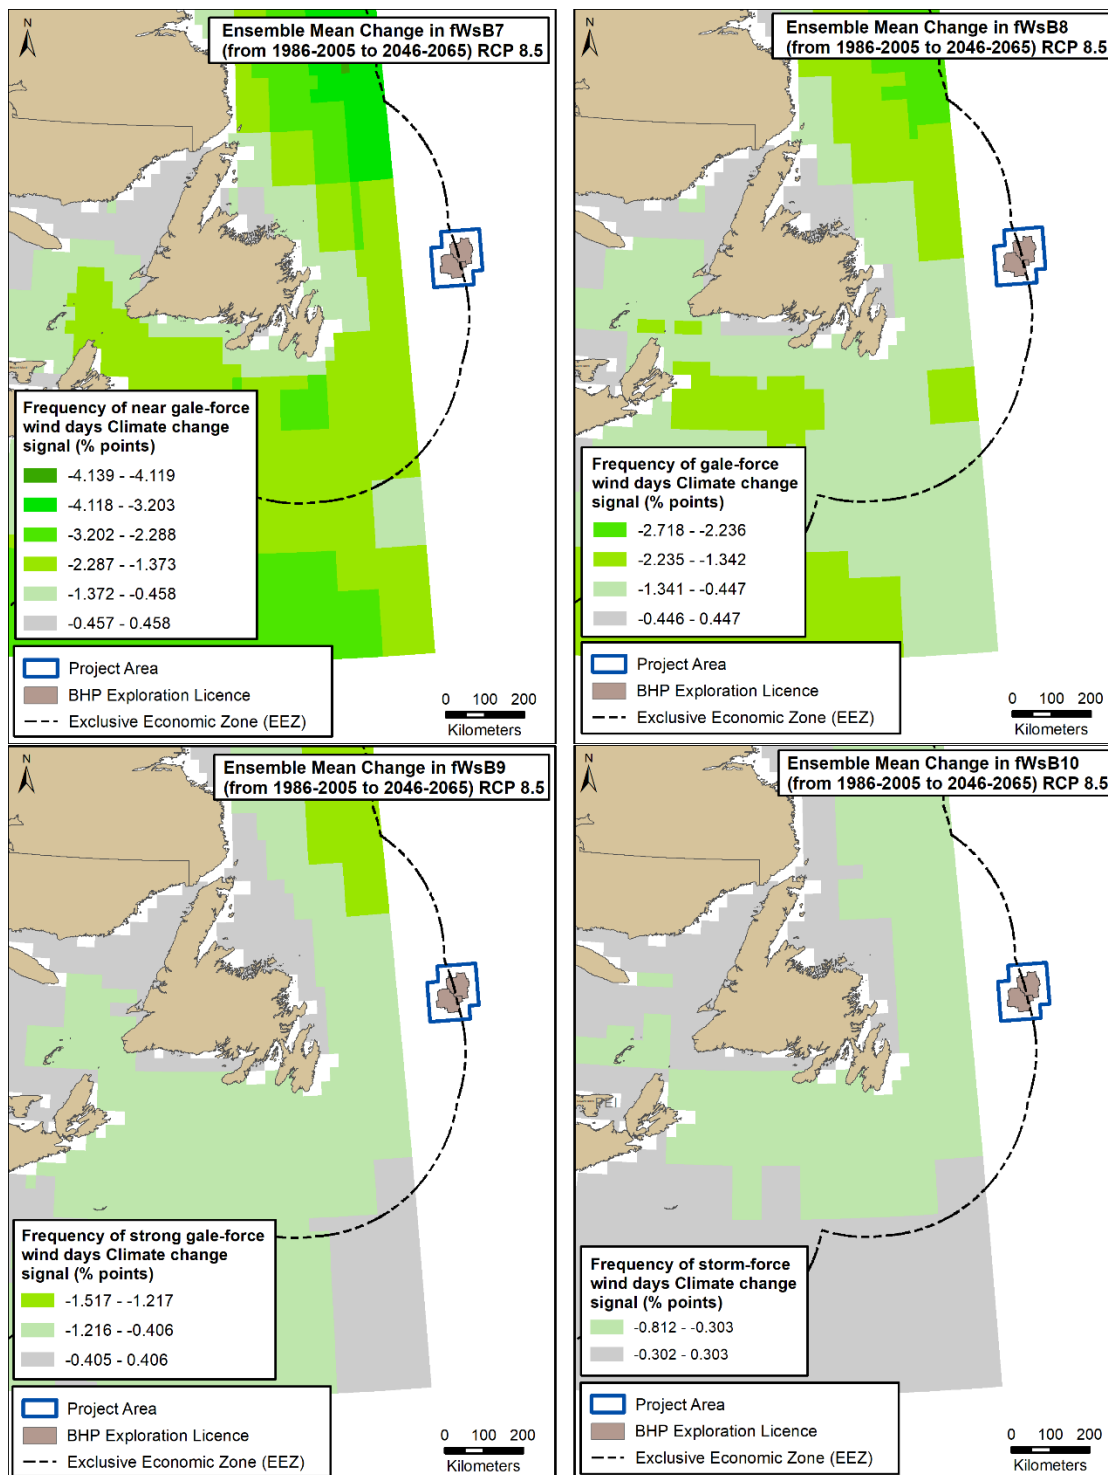 N
Ensemble Mean Change in fWsB7
(from 1986-2005 to 2046-2065) RCP 8.5
Frequency of near gale-force
wind days Climate change
signal (% points)
-4.139 - -4.119
-4.118 - -3.203
-3.202 - -2.288
-2.287 - -1.373
-1.372 - -0.458
-0.457 - 0.458
Project Area
BHP Exploration Licence
Exclusive Economic Zone (EEZ)
0 100 200
Kilometers
N
Ensemble Mean Change in fWsB8
(from 1986-2005 to 2046-2065) RCP 8.5
Frequency of gale-force
wind days Climate change
signal (% points)
-2.718 - -2.236
-2.235 - -1.342
-1.341 - -0.447
-0.446 - 0.447
Project Area
BHP Exploration Licence
Exclusive Economic Zone (EEZ)
0 100 200
Kilometers
N
Ensemble Mean Change in fWsB9
(from 1986-2005 to 2046-2065) RCP 8.5
Frequency of strong gale-force
wind days Climate change
signal (% points)
-1.517 - -1.217
-1.216 - -0.406
-0.405 - 0.406
Project Area
BHP Exploration Licence
Exclusive Economic Zone (EEZ)
0 100 200
Kilometers
N
Ensemble Mean Change in fWsB10
(from 1986-2005 to 2046-2065) RCP 8.5
PEI
Frequency of storm-force
wind days Climate change
signal (% points)
-0.812 - -0.303
-0.302 - 0.303
Project Area
BHP Exploration Licence
Exclusive Economic Zone (EEZ)
0 100 200
Kilometers